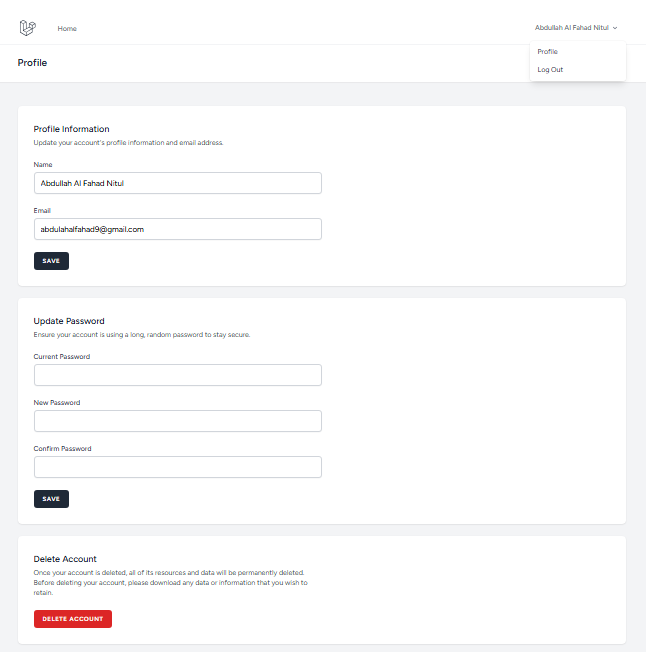 Home
Abdullah Al Fahad Nitul
Profile
Log Out
Profile
Profile Information
Update your account's profile information and email address.
Name
Abdullah Al Fahad Nitul
Email
abdulahalfahad9@gmail.com
SAVE
Update Password
Ensure your account is using a long, random password to stay secure.
Current Password
New Password
Confirm Password
SAVE
Delete Account
Once your account is deleted, all of its resources and data will be permanently deleted.
Before deleting your account, please download any data or information that you wish to
retain.
DELETE ACCOUNT